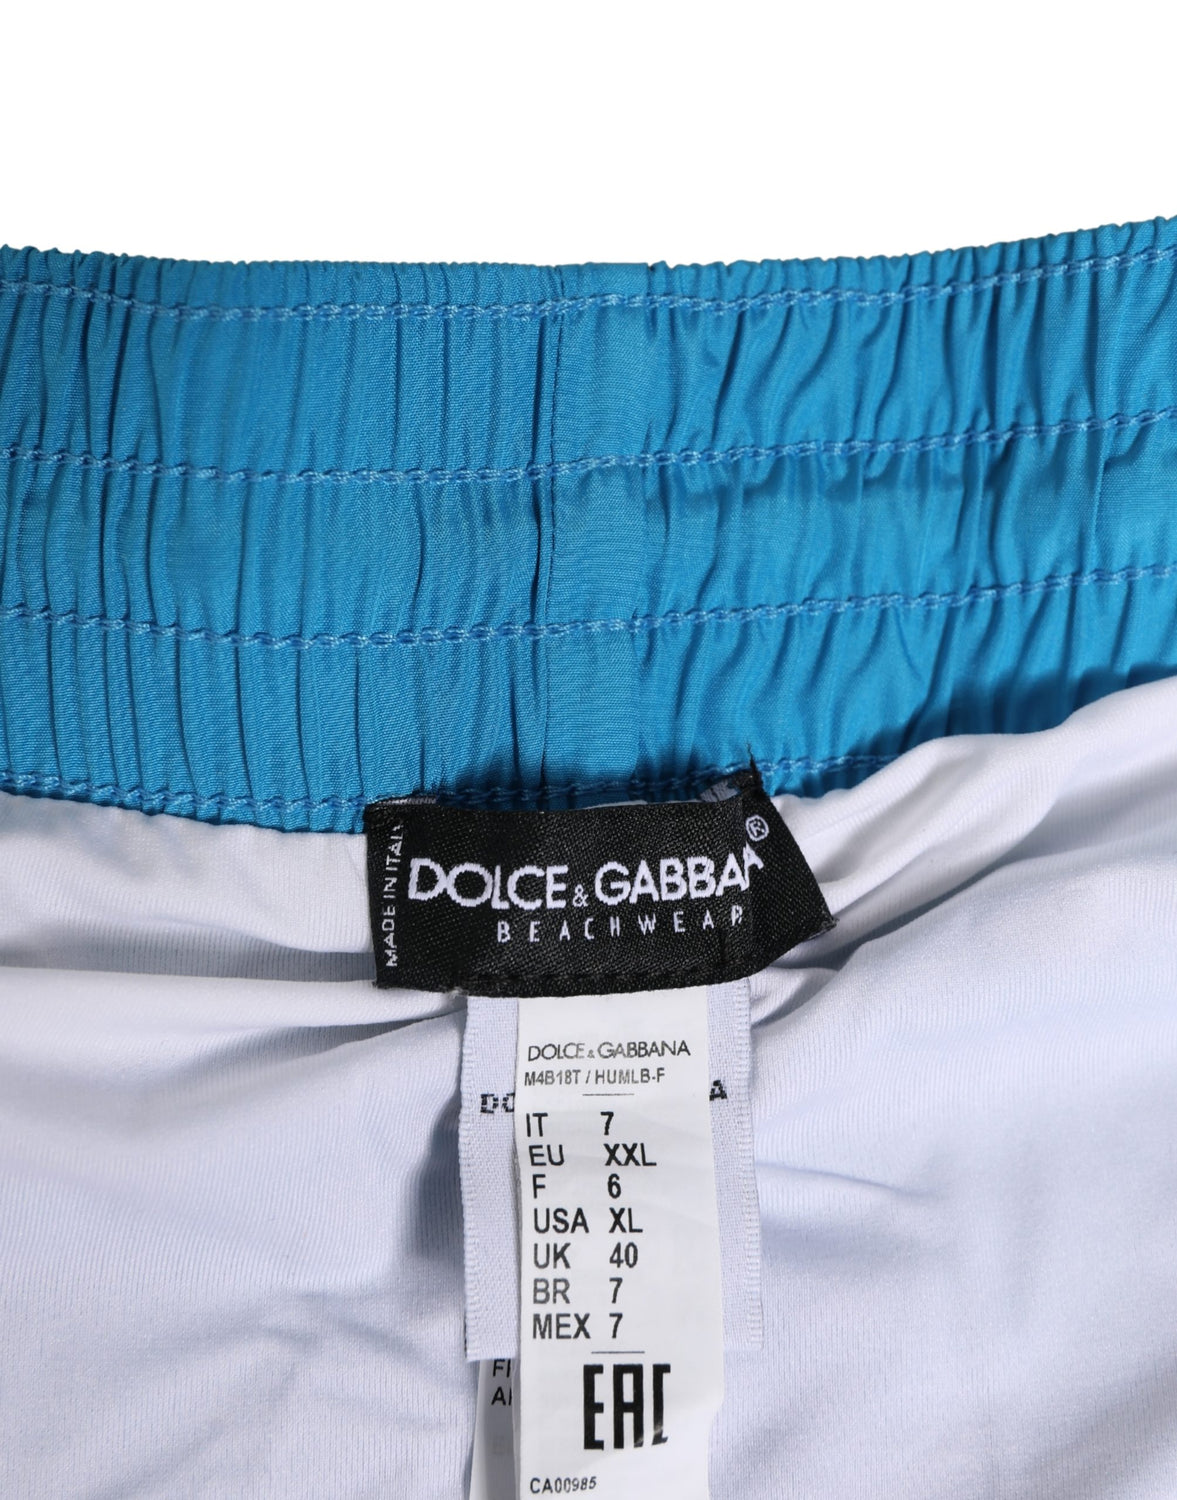 MADE IN ITALY
DOLCE & GABBANA®
BEACHWEAR
DOLCE & GABBANA
M4B18T / HUMLB-F
IT 7
EU XXL
F 6
USA XL
UK 40
BR 7
MEX 7
EAC
CA00985